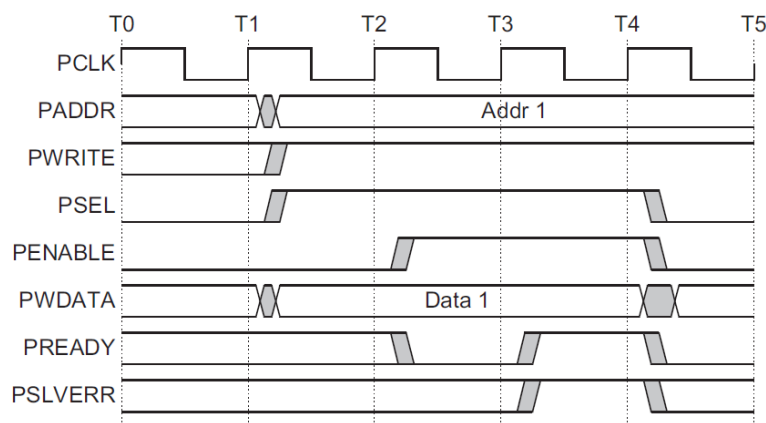 T0 T1 T2 T3 T4 T5
PCLK
PADDR Addr 1
PWRITE
PSEL
PENABLE
PWDATA Data 1
PREADY
PSLVERR